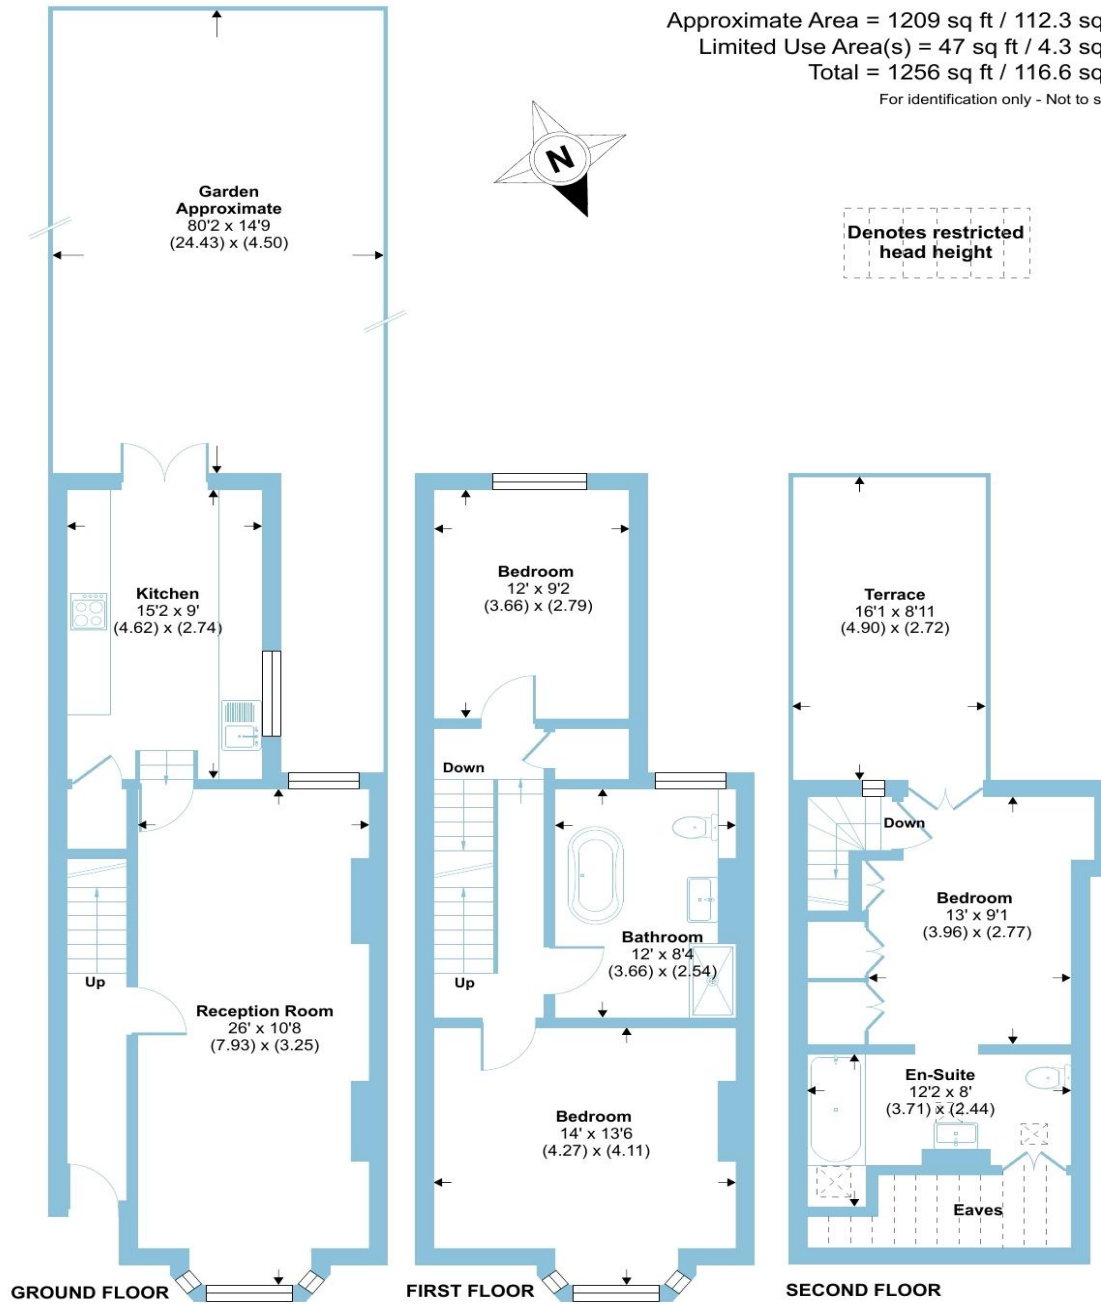 Approximate Area = 1209 sq ft / 112.3 sq
Limited Use Area(s) = 47 sq ft / 4.3 sq
Total = 1256 sq ft / 116.6 sq
For identification only - Not to s
N
Denotes restricted
head height
Garden
Approximate
80'2 x 14'9
(24.43) x (4.50)
Kitchen
15'2 x 9'
(4.62) x (2.74)
Up
Reception Room
26' x 10'8
(7.93) x (3.25)
GROUND FLOOR
Bedroom
12' x 9'2
(3.66) x (2.79)
Down
Up
Bathroom
12' x 8'4
(3.66) x (2.54)
Bedroom
14' x 13'6
(4.27) x (4.11)
FIRST FLOOR
Terrace
16'1 x 8'11
(4.90) x (2.72)
Down
Bedroom
13' x 9'1
(3.96) x (2.77)
En-Suite
12'2 x 8'
(3.71) x (2.44)
Eaves
SECOND FLOOR